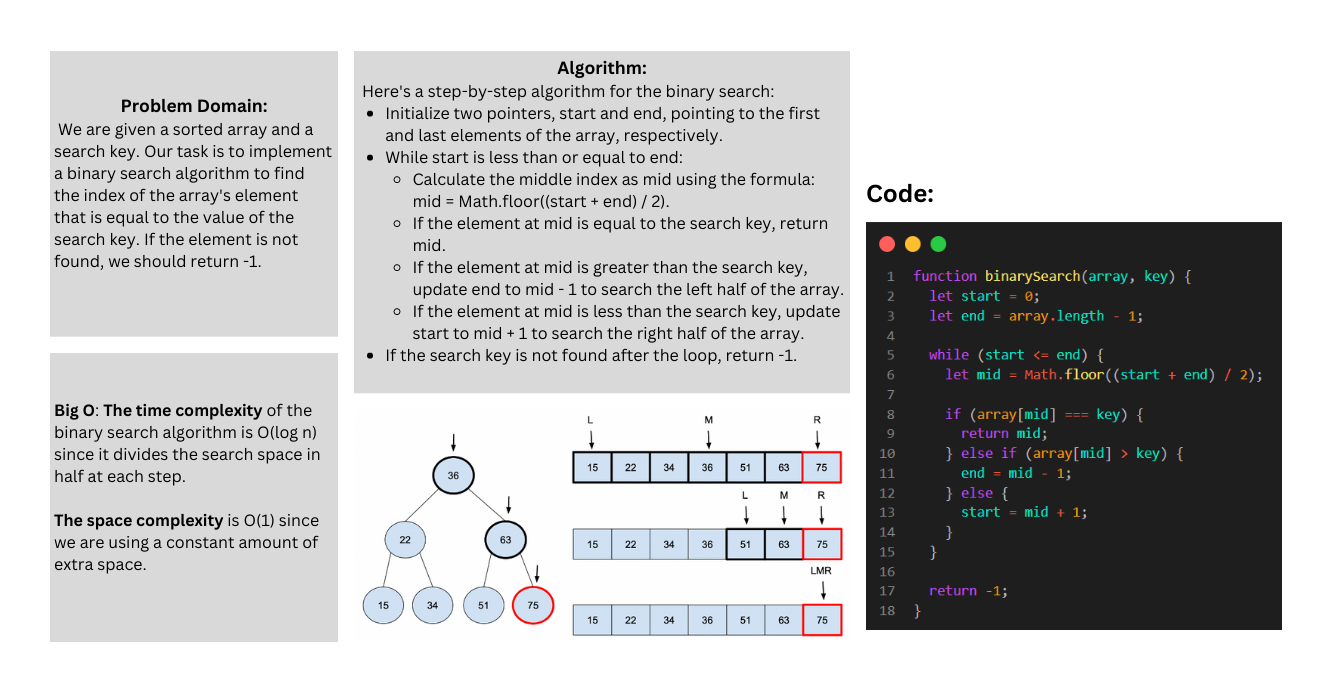 Problem Domain:
We are given a sorted array and a
search key. Our task is to implement
a binary search algorithm to find
the index of the array's element
that is equal to the value of the
search key. If the element is not
found, we should return -1.
Big O: The time complexity of the
binary search algorithm is O(log n)
since it divides the search space in
half at each step.
The space complexity is O(1) since
we are using a constant amount of
extra space.
Algorithm:
Here's a step-by-step algorithm for the binary search:
• Initialize two pointers, start and end, pointing to the first
and last elements of the array, respectively.
• While start is less than or equal to end:
◦ Calculate the middle index as mid using the formula:
mid = Math.floor((start + end) / 2).
◦ If the element at mid is equal to the search key, return
mid.
◦ If the element at mid is greater than the search key,
update end to mid - 1 to search the left half of the array.
◦ If the element at mid is less than the search key, update
start to mid + 1 to search the right half of the array.
• If the search key is not found after the loop, return -1.
36
22 63
15 34 51 75
L M R
15 22 34 36 51 63 75
L M R
15 22 34 36 51 63 75
LMR
15 22 34 36 51 63 75
Code:
1 function binarySearch(array, key) {
2   let start = 0;
3   let end = array.length - 1;
4
5   while (start <= end) {
6     let mid = Math.floor((start + end) / 2);
7
8     if (array[mid] === key) {
9       return mid;
10     } else if (array[mid] > key) {
11       end = mid - 1;
12     } else {
13       start = mid + 1;
14     }
15   }
16
17   return -1;
18 }